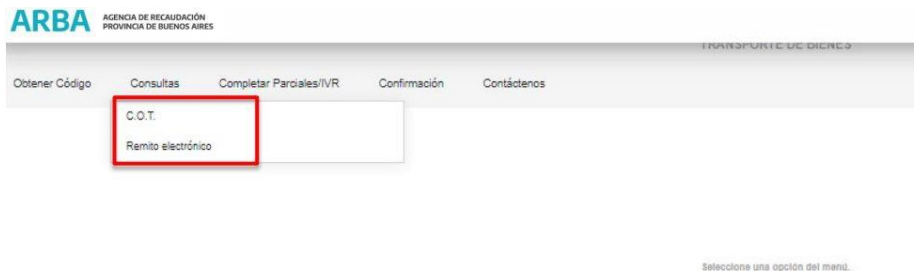 ARBA AGENCIA DE RECAUDACIÓN
PROVINCIA DE BUENOS AIRES
TRANSPORTE DE BIENES
Obtener Código Consultas Completar Parciales/IVR Confirmación Contáctenos
C.O.T.
Remito electrónico
Seleccione una opción del menú.